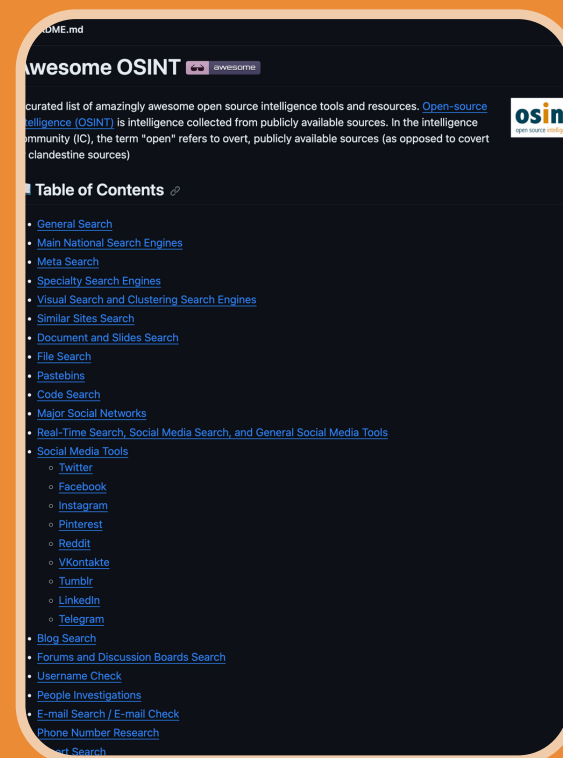 DME.md
wesome OSINT awesome
curated list of amazingly awesome open source intelligence tools and resources. Open-source
telligence (OSINT) is intelligence collected from publicly available sources. In the intelligence
mmunity (IC), the term "open" refers to overt, publicly available sources (as opposed to covert
clandestine sources)
osin
open source intellig
Table of Contents
General Search
Main National Search Engines
Meta Search
Specialty Search Engines
Visual Search and Clustering Search Engines
Similar Sites Search
Document and Slides Search
File Search
Pastebins
Code Search
Major Social Networks
Real-Time Search, Social Media Search, and General Social Media Tools
Social Media Tools
Twitter
Facebook
Instagram
Pinterest
Reddit
VKontakte
Tumblr
LinkedIn
Telegram
Blog Search
Forums and Discussion Boards Search
Username Check
People Investigations
E-mail Search / E-mail Check
Phone Number Research
ert Search